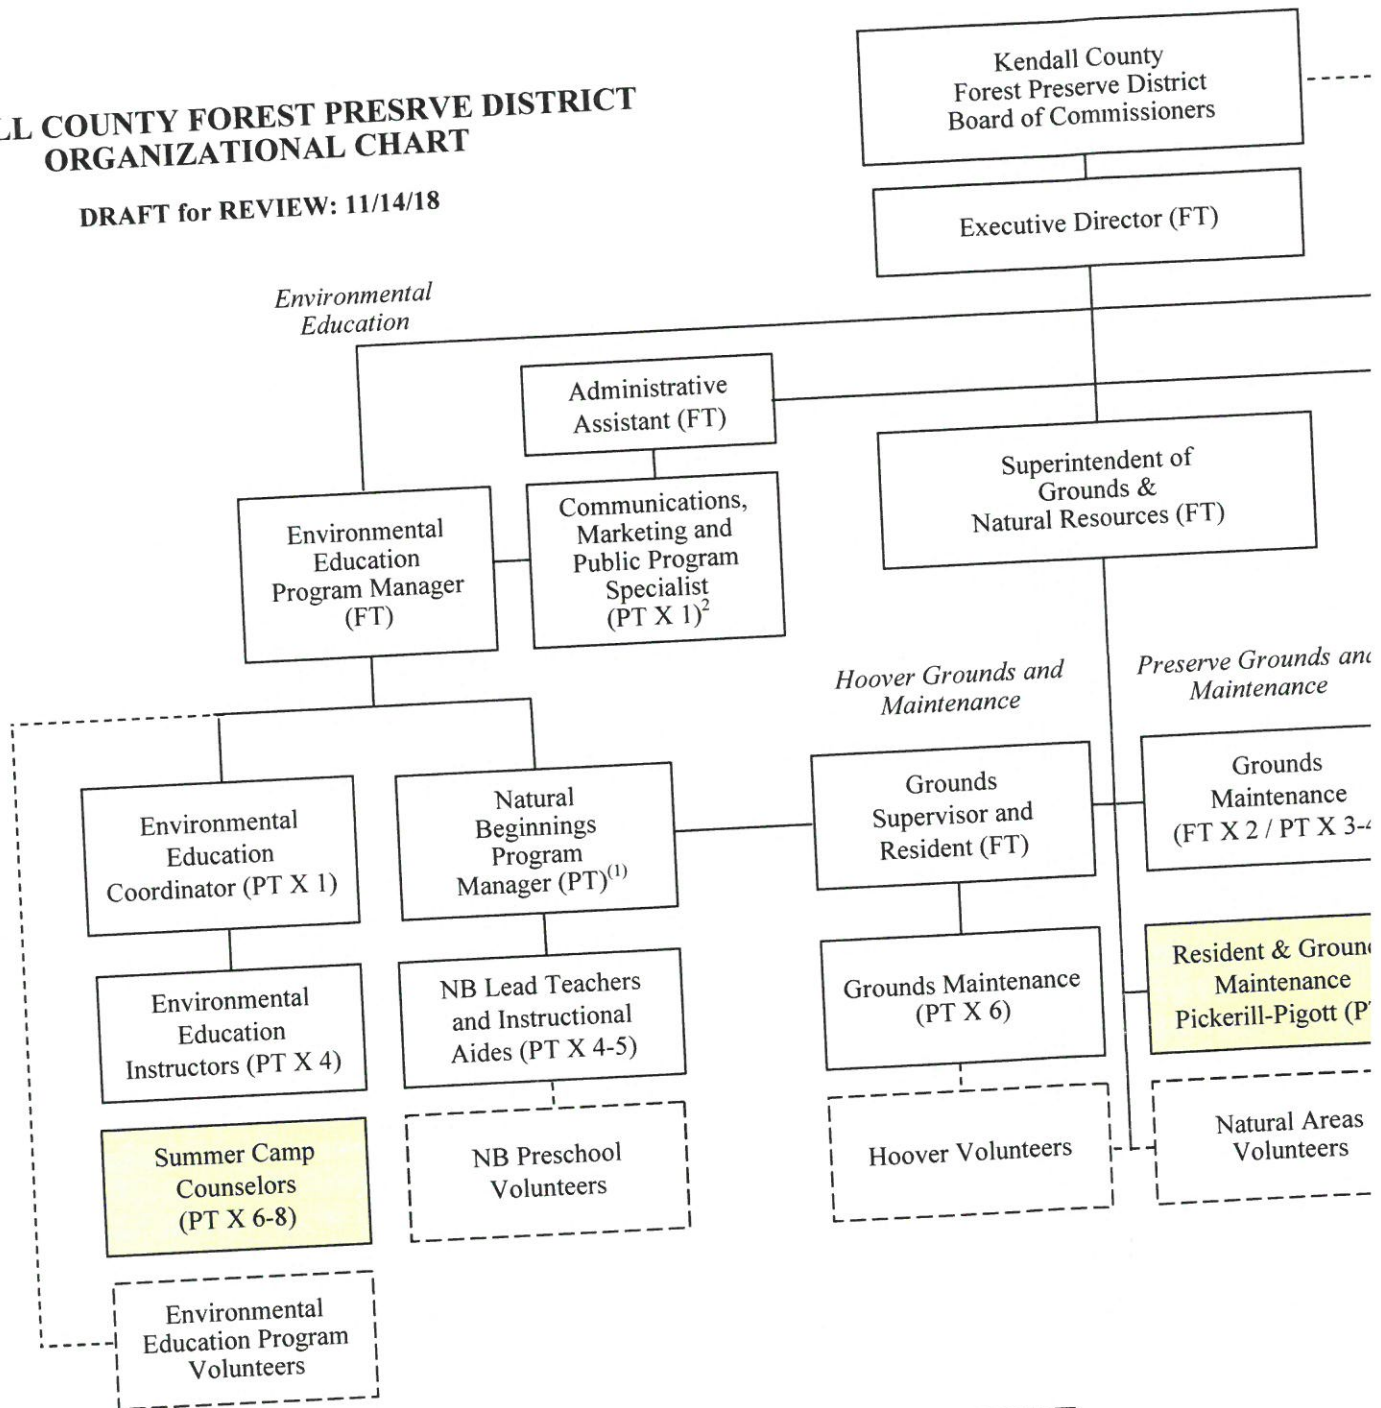 LL COUNTY FOREST PRESRVE DISTRICT
ORGANIZATIONAL CHART
DRAFT for REVIEW: 11/14/18
Kendall County
Forest Preserve District
Board of Commissioners
Executive Director (FT)
Environmental
Education
Administrative
Assistant (FT)
Superintendent of
Grounds &
Natural Resources (FT)
Environmental
Education
Program Manager
(FT)
Communications,
Marketing and
Public Program
Specialist
(PT X 1)²
Hoover Grounds and
Maintenance
Preserve Grounds and
Maintenance
Environmental
Education
Coordinator (PT X 1)
Natural
Beginnings
Program
Manager (PT)⁽¹⁾
Grounds
Supervisor and
Resident (FT)
Grounds
Maintenance
(FT X 2 / PT X 3-4
Environmental
Education
Instructors (PT X 4)
NB Lead Teachers
and Instructional
Aides (PT X 4-5)
Grounds Maintenance
(PT X 6)
Resident & Ground
Maintenance
Pickerill-Pigott (PT
Summer Camp
Counselors
(PT X 6-8)
NB Preschool
Volunteers
Hoover Volunteers
Natural Areas
Volunteers
Environmental
Education Program
Volunteers